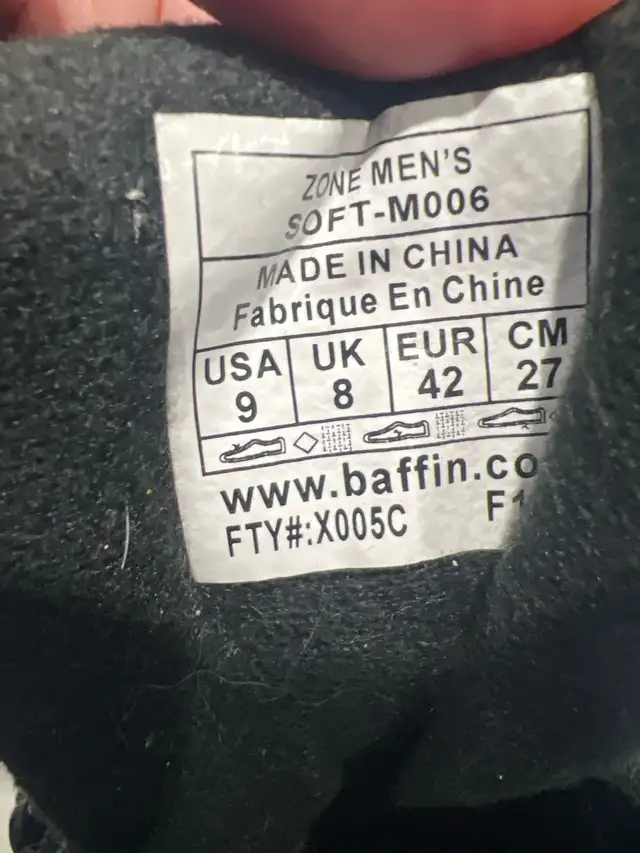 ZONE MEN'S
SOFT-M006
MADE IN CHINA
Fabrique En Chine
USA UK EUR CM
9 8 42 27
www.baffin.co
FTY#:X005C